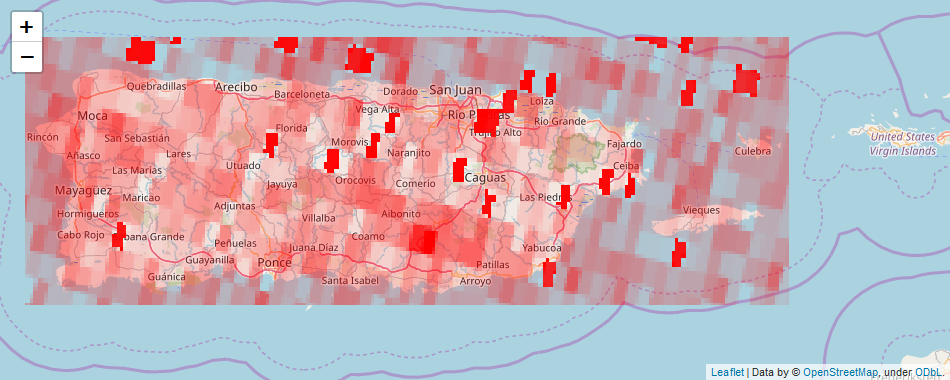 +
−
Quebradillas
Arecibo
Barceloneta
Dorado
San Juan
Loíza
Moca
Vega Alta
Río P
as
Florida
Trujillo Alto
Río Grande
Rincón
San Sebastián
Morovis
Fajardo
United States
Virgin Islands
Añasco
Lares
Utuado
Naranjito
Culebra
Ceiba
Las Marías
Jayuya
Orocovis
Comerío
Caguas
Mayagüez
Maricao
Adjuntas
Las Piedras
Hormigueros
Villalba
Aibonito
Vieques
Cabo Rojo
bana Grande
Peñuelas
Juana Díaz
Coamo
Yabucoa
Guayanilla
Ponce
Patillas
Guánica
Santa Isabel
Arroyo
Leaflet | Data by © OpenStreetMap, under ODbL.